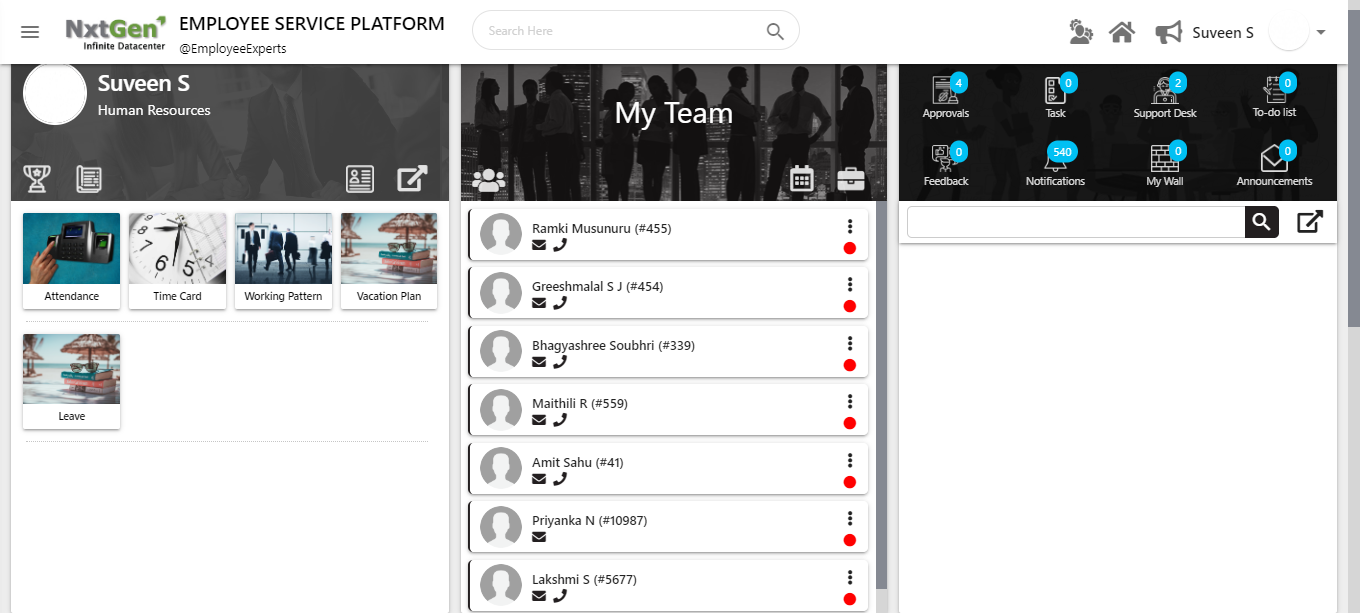 NxtGen
Infinite Datacenter
EMPLOYEE SERVICE PLATFORM
@EmployeeExperts
Search Here
Suveen S
Suveen S
Human Resources
Attendance
Time Card
Working Pattern
Vacation Plan
Leave
My Team
Ramki Musunuru (#455)
Greeshmalal S J (#454)
Bhagyashree Soubhri (#339)
Maithili R (#559)
Amit Sahu (#41)
Priyanka N (#10987)
Lakshmi S (#5677)
4
Approvals
0
Task
2
Support Desk
0
To-do list
0
Feedback
540
Notifications
0
My Wall
0
Announcements